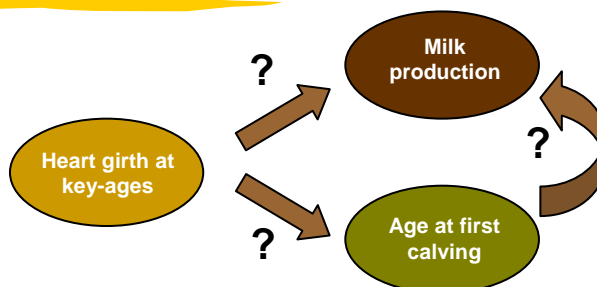 Milk
production
?
Heart girth at
key-ages
?
?
Age at first
calving